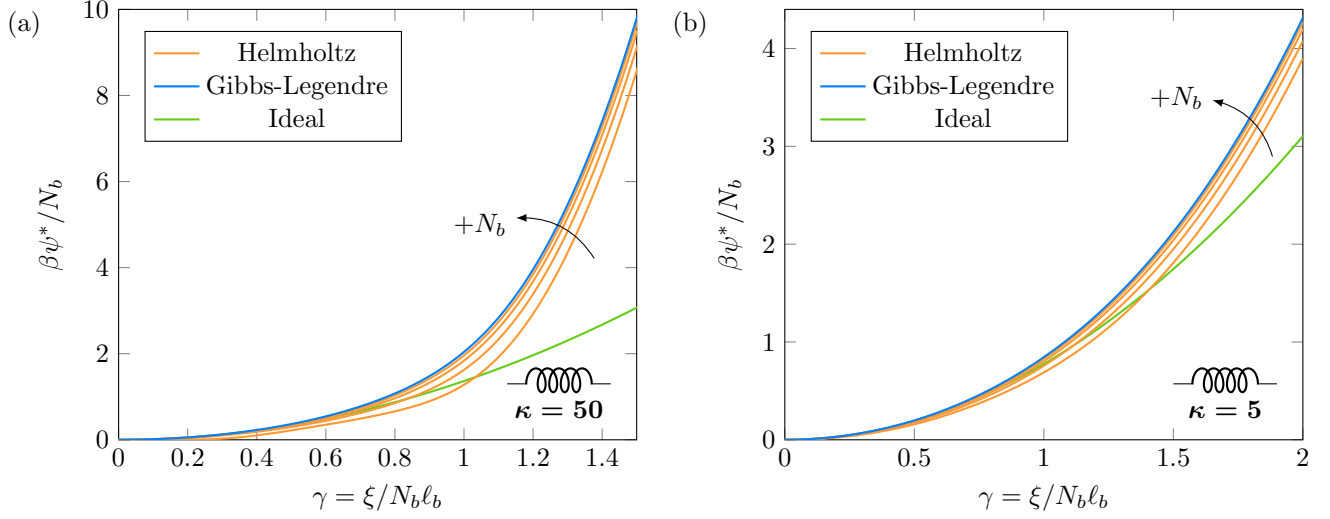 (a)
10
8
6
4
2
0
0
0.2
0.4
0.6
0.8
1
1.2
1.4
βψ*/N_b
γ = ξ/N_bℓ_b
Helmholtz
Gibbs-Legendre
Ideal
+N_b
κ = 50
(b)
4
3
2
1
0
0
0.5
1
1.5
2
βψ*/N_b
γ = ξ/N_bℓ_b
Helmholtz
Gibbs-Legendre
Ideal
+N_b
κ = 5